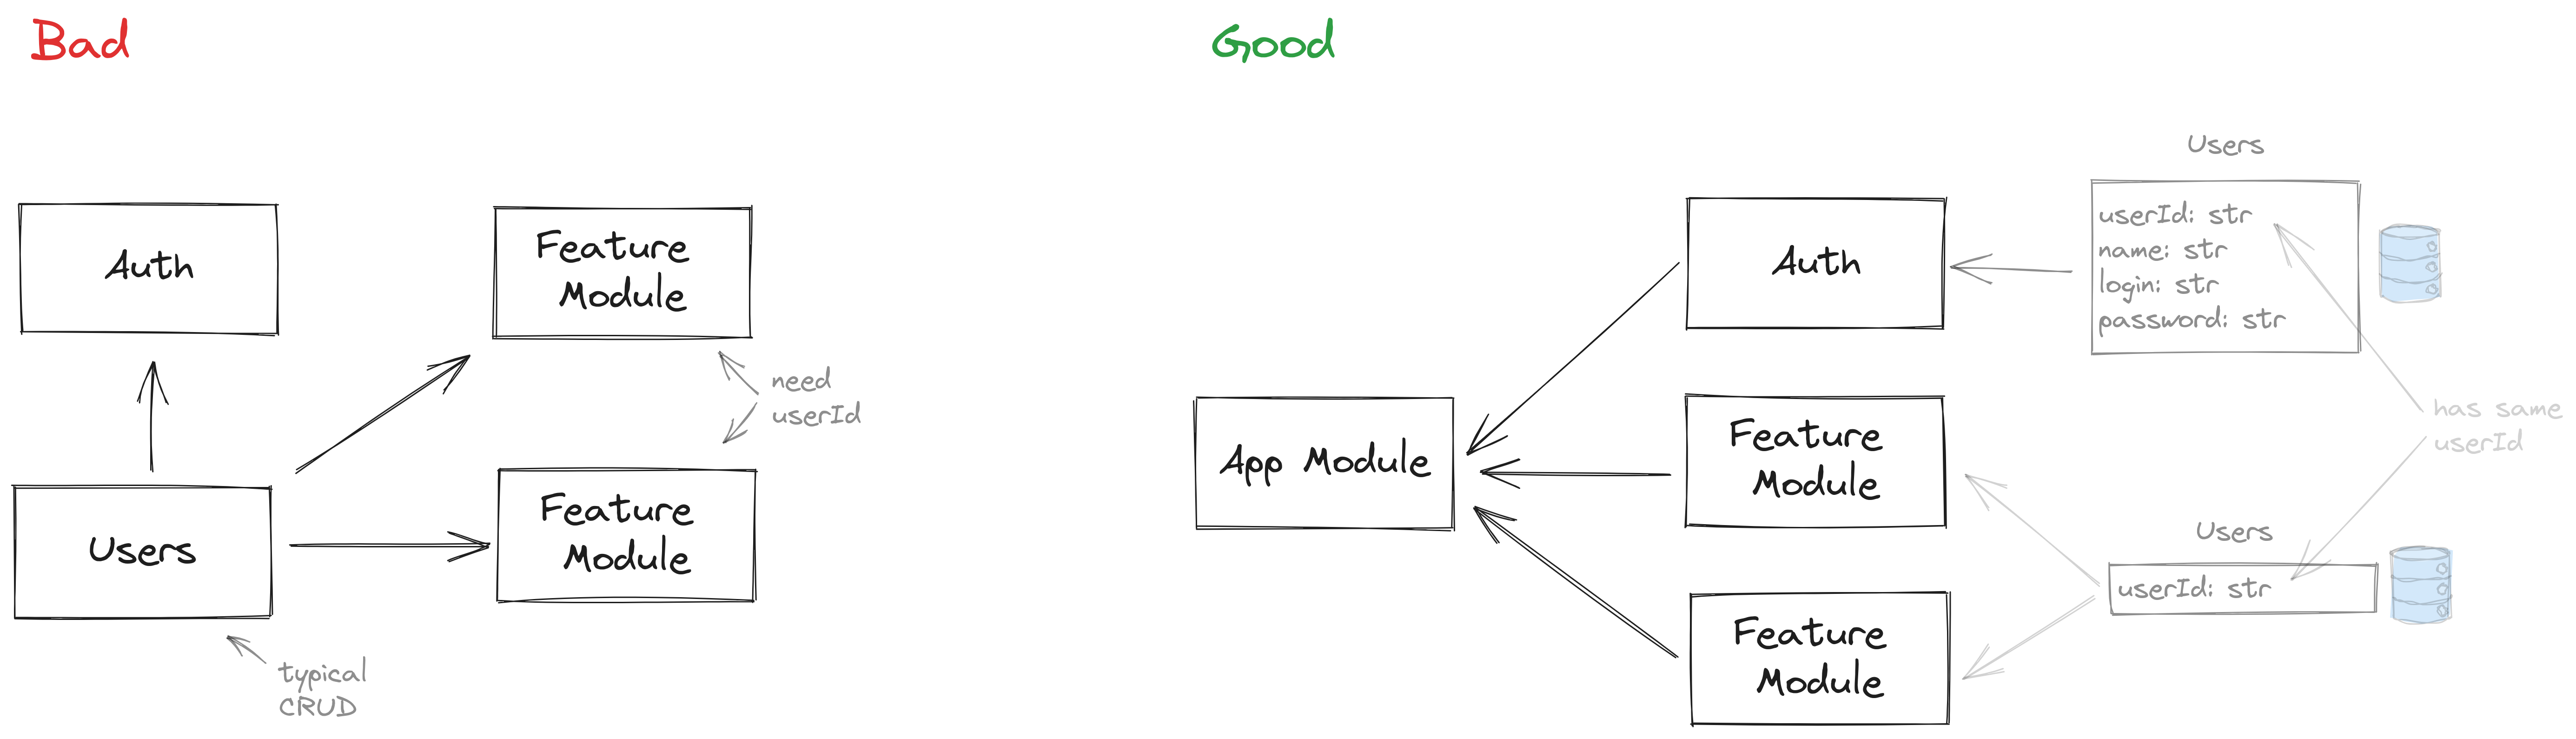 Bad
Auth
Feature
Module
need
userId
Users
Feature
Module
typical
CRUD
Good
App Module
Auth
Feature
Module
Feature
Module
Users
userId: str
name: str
login: str
password: str
has same
userId
Users
userId: str